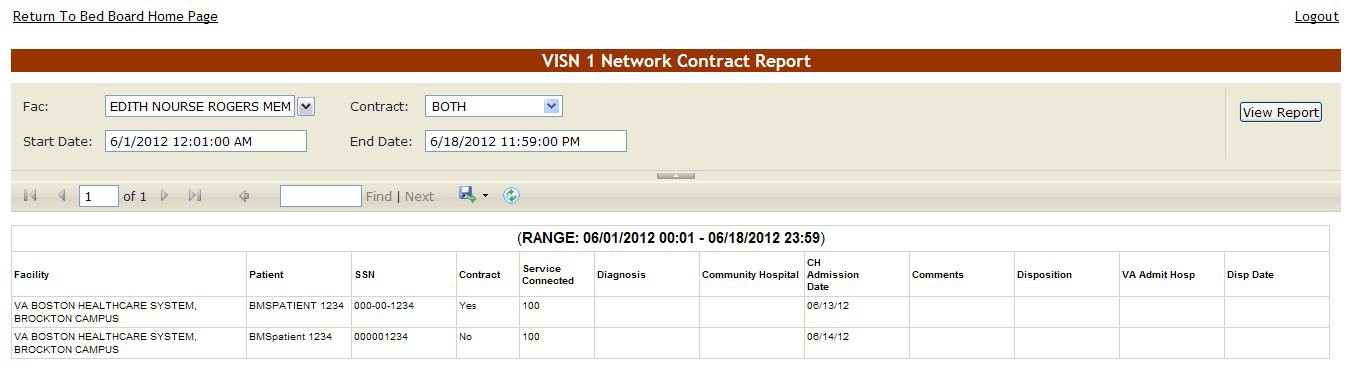 Return To Bed Board Home Page Logout
VISN 1 Network Contract Report
Fac: EDITH NOURSE ROGERS MEM Contract: BOTH View Report
Start Date: 6/1/2012 12:01:00 AM End Date: 6/18/2012 11:59:00 PM
1 of 1 Find | Next
(RANGE: 06/01/2012 00:01 - 06/18/2012 23:59)
Facility Patient SSN Contract Service Connected Diagnosis Community Hospital CH Admission Date Comments Disposition VA Admit Hosp Disp Date
VA BOSTON HEALTHCARE SYSTEM, BMSPATIENT 1234 000-00-1234 Yes 100 06/13/12
BROCKTON CAMPUS
VA BOSTON HEALTHCARE SYSTEM, BMSpatient 1234 000001234 No 100 06/14/12
BROCKTON CAMPUS